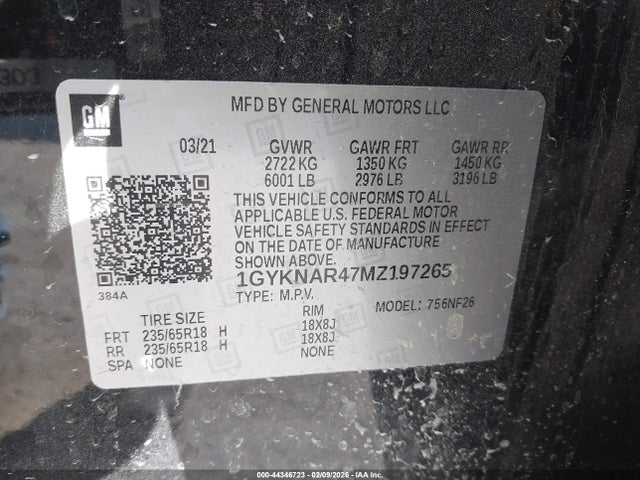 303
GM
MFD BY GENERAL MOTORS LLC
03/21 GVWR GAWR FRT GAWR RR
2722 KG 1350 KG 1450 KG
6001 LB 2976 LB 3196 LB
THIS VEHICLE CONFORMS TO ALL
APPLICABLE U.S. FEDERAL MOTOR
VEHICLE SAFETY STANDARDS IN EFFECT
ON THE DATE OF MANUFACTURE
SHOWN ABOVE.
384A
1GYKNAR47MZ197265
TYPE: M.P.V. MODEL: 756NF26
TIRE SIZE RIM
FRT 235/65R18 H 18X8J
RR 235/65R18 H 18X8J
SPA NONE NONE
000-44346723 - 02/09/2026 - AUTHORIZED COPY